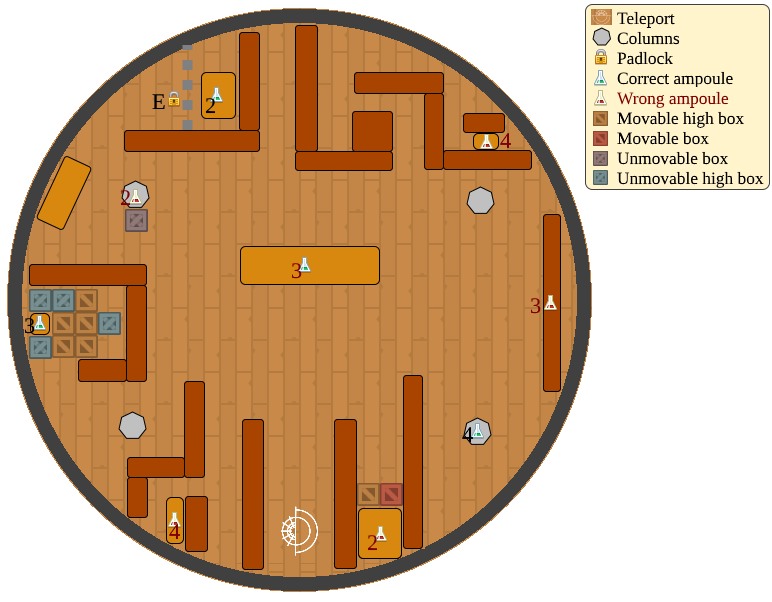 Teleport
Columns
Padlock
Correct ampoule
Wrong ampoule
Movable high box
Movable box
Unmovable box
Unmovable high box
E
2
4
2
3
3
3
4
4
2